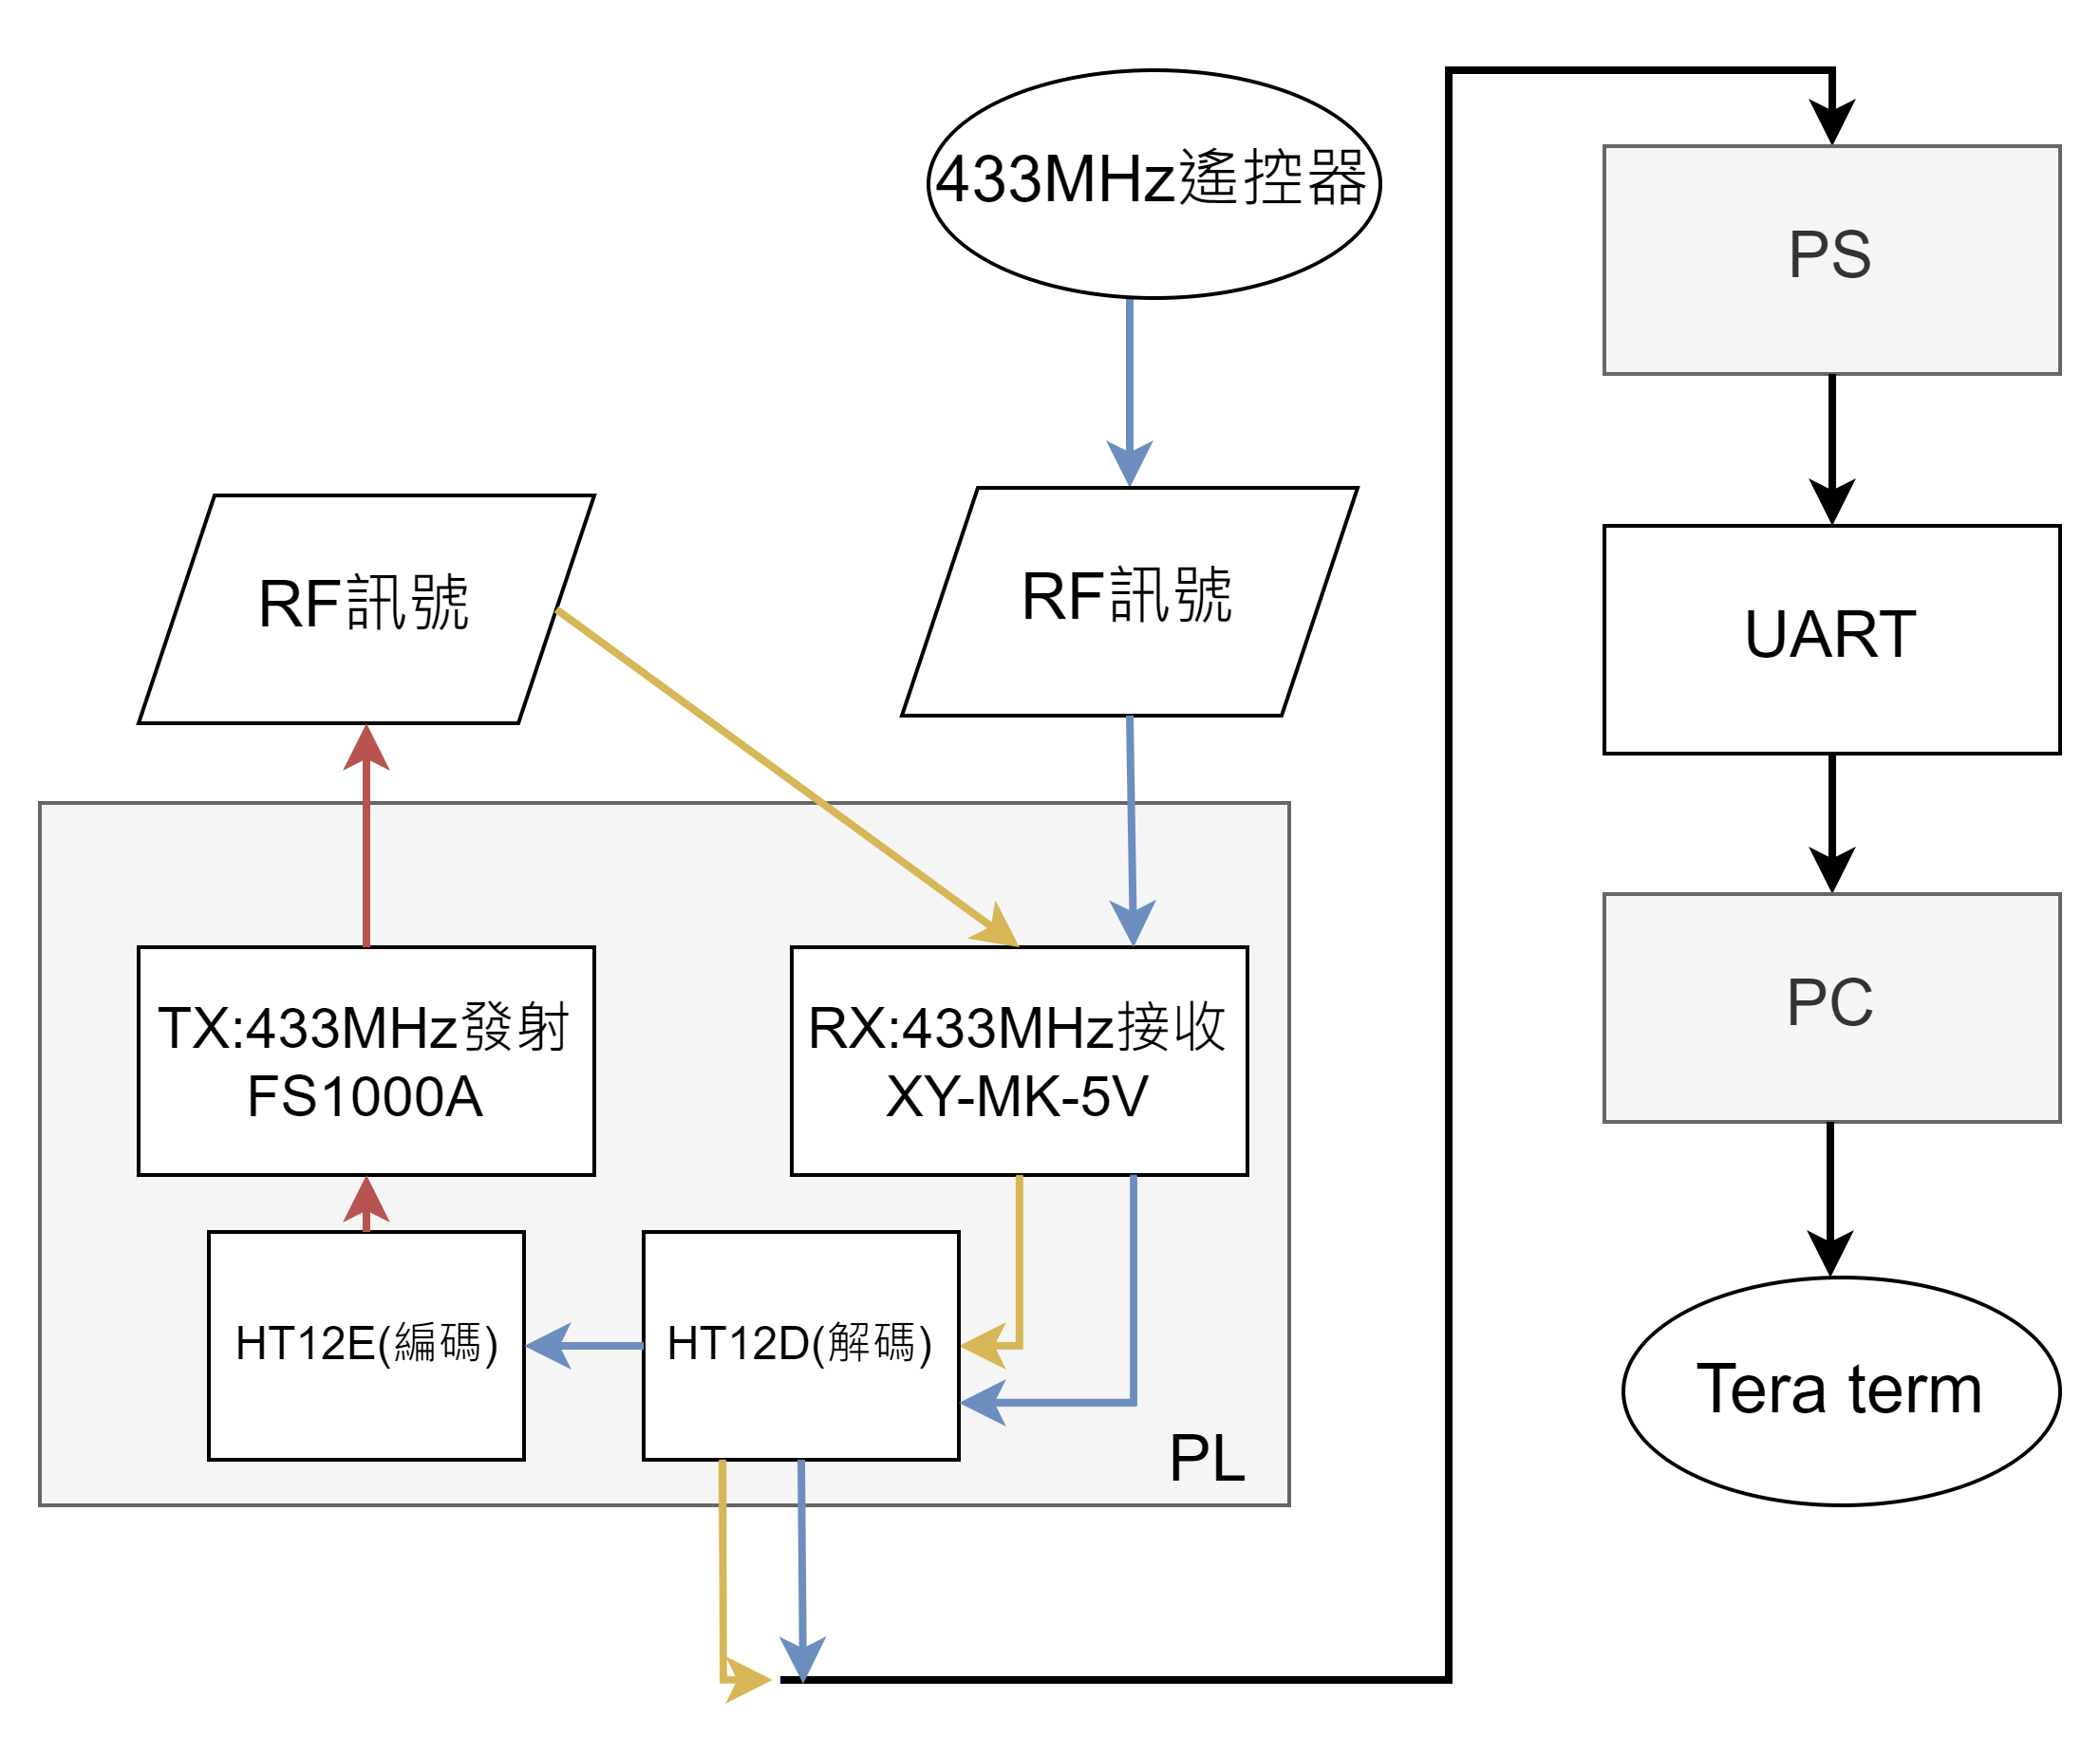 433MHz遙控器
PS
RF訊號
RF訊號
UART
TX:433MHz發射
FS1000A
RX:433MHz接收
XY-MK-5V
PC
HT12E(編碼)
HT12D(解碼)
PL
Tera term